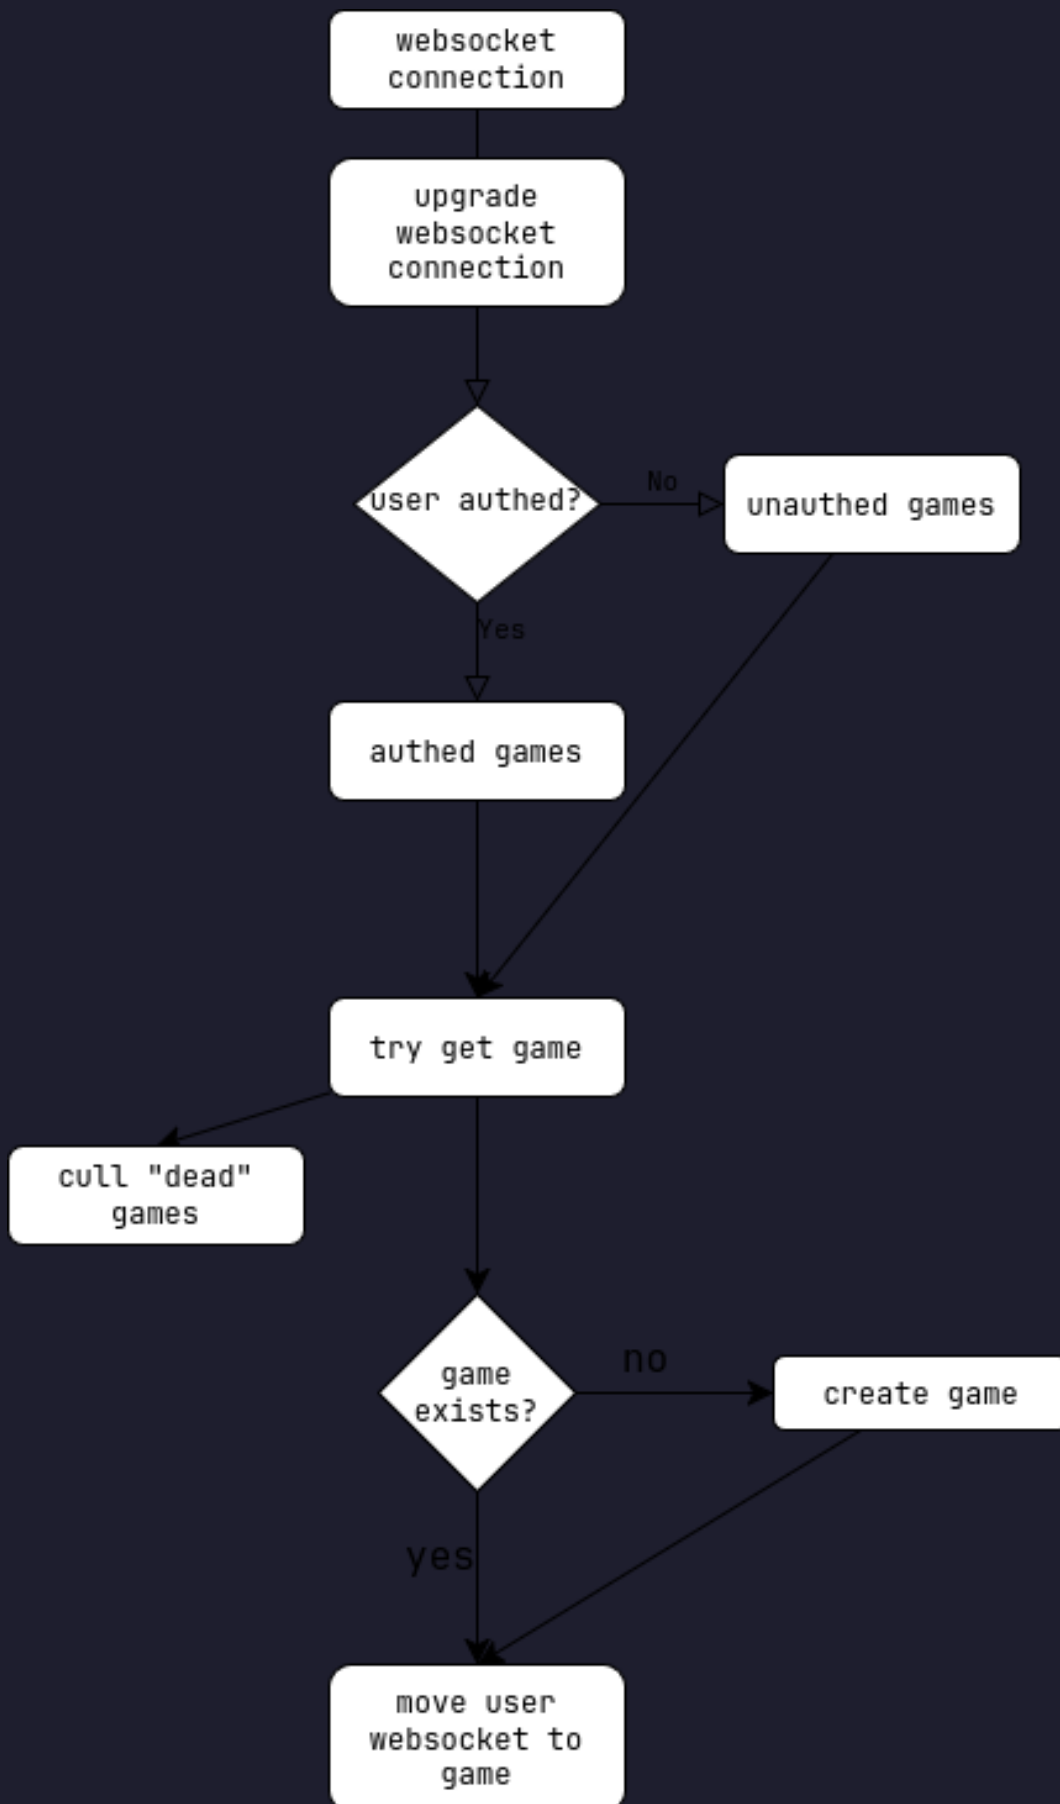 websocket
connection
upgrade
websocket
connection
user authed?
No
unauthed games
Yes
authed games
try get game
cull "dead"
games
game
exists?
no
create game
yes
move user
websocket to
game